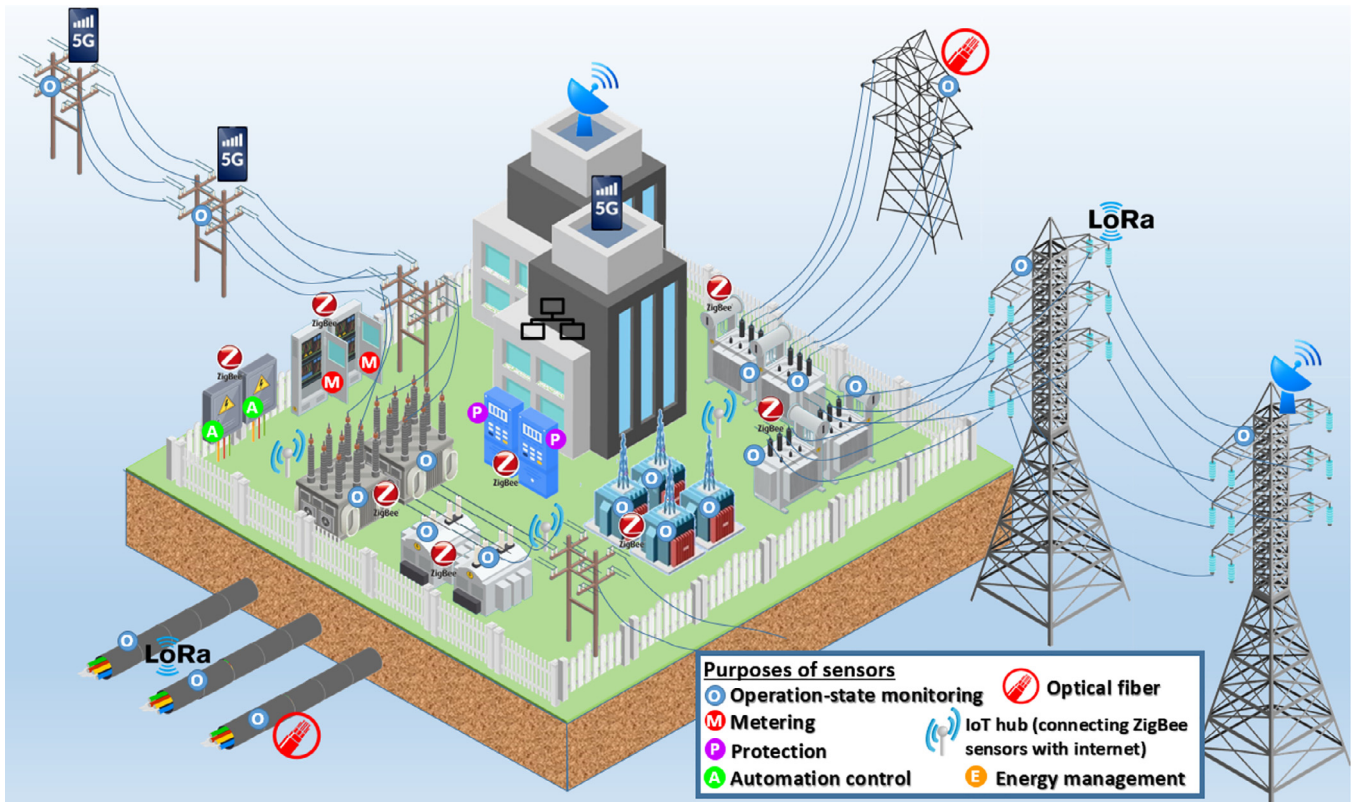 5G
O
5G
O
O
LoRa
O
5G
O
ZigBee
ZigBee
M
M
ZigBee
A
A
O
O
O
ZigBee
O
P
P
ZigBee
O
O
ZigBee
O
O
O
O
ZigBee
O
O
ZigBee
O
LoRa
O
O
Purposes of sensors
O Operation-state monitoring
M Metering
P Protection
A Automation control
Optical fiber
IoT hub (connecting ZigBee
sensors with internet)
E Energy management